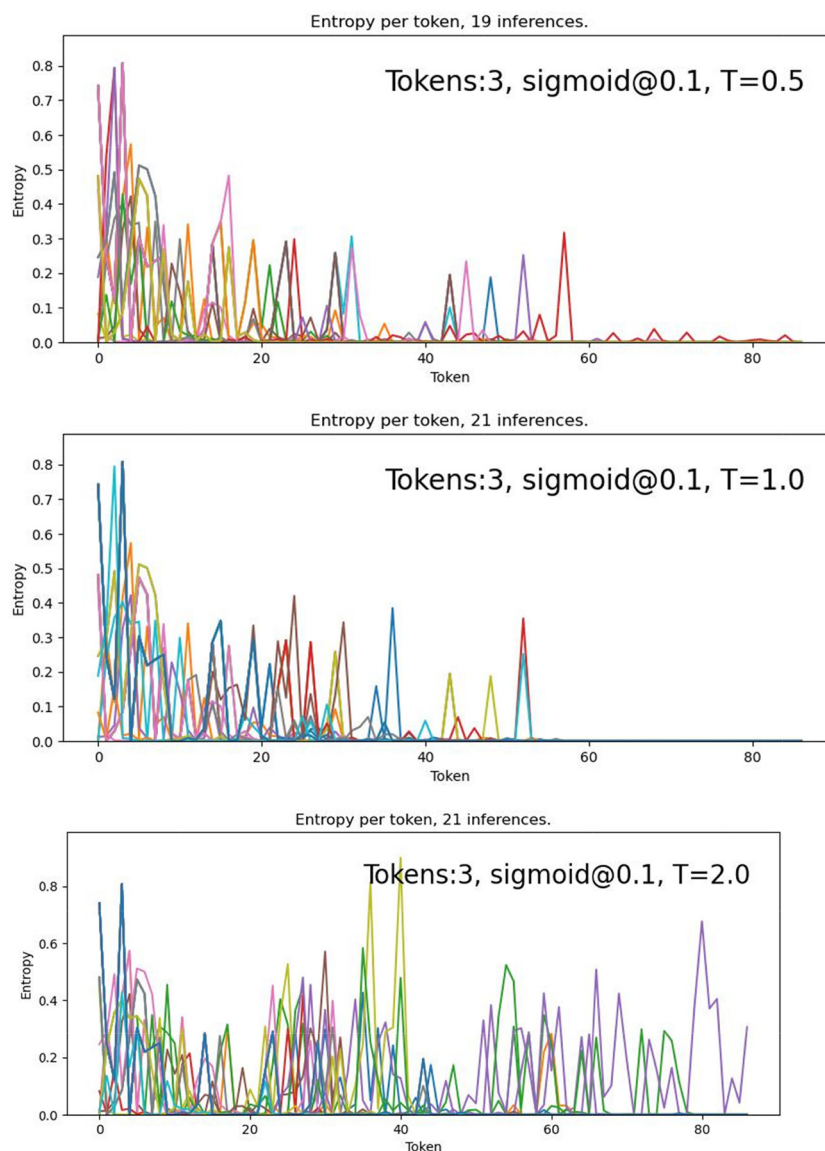 Entropy per token, 19 inferences.
Tokens:3, sigmoid@0.1, T=0.5
0.8
0.7
0.6
0.5
0.4
0.3
0.2
0.1
0.0
Entropy
0 20 40 60 80
Token
Entropy per token, 21 inferences.
Tokens:3, sigmoid@0.1, T=1.0
0.8
0.7
0.6
0.5
0.4
0.3
0.2
0.1
0.0
Entropy
0 20 40 60 80
Token
Entropy per token, 21 inferences.
Tokens:3, sigmoid@0.1, T=2.0
0.8
0.6
0.4
0.2
0.0
Entropy
0 20 40 60 80
Token